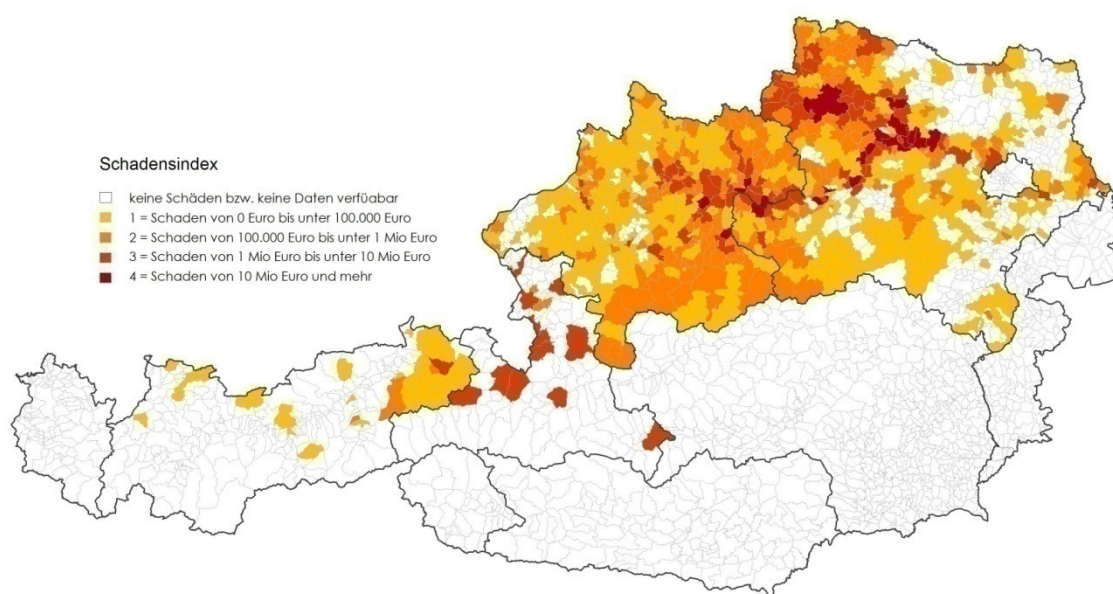 Schadensindex
keine Schäden bzw. keine Daten verfüabar
1 = Schaden von 0 Euro bis unter 100.000 Euro
2 = Schaden von 100.000 Euro bis unter 1 Mio Euro
3 = Schaden von 1 Mio Euro bis unter 10 Mio Euro
4 = Schaden von 10 Mio Euro und mehr